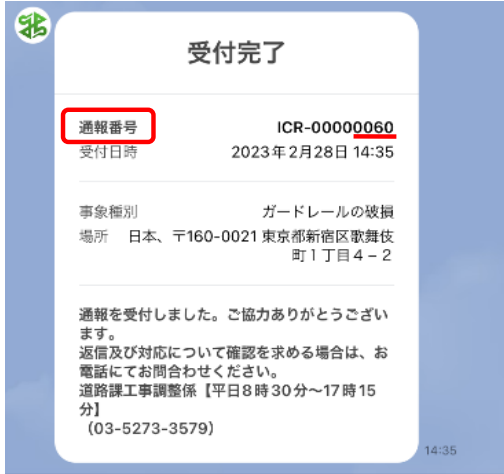 受付完了
通報番号 ICR-00000060
受付日時 2023年2月28日 14:35
事象種別 ガードレールの破損
場所 日本、〒160-0021 東京都新宿区歌舞伎
町1丁目4−2
通報を受付しました。ご協力ありがとうござい
ます。
返信及び対応について確認を求める場合は、お
電話にてお問合わせください。
道路課工事調整係【平日8時30分〜17時15
分】
（03-5273-3579）
14:35